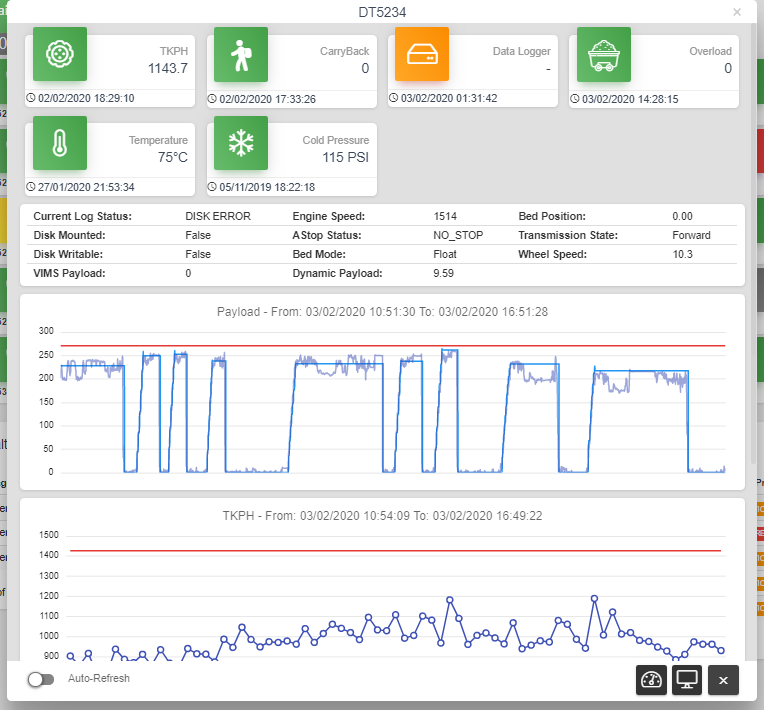 DT5234 ×
TKPH
1143.7
02/02/2020 18:29:10
CarryBack
0
02/02/2020 17:33:26
Data Logger
-
03/02/2020 01:31:42
Overload
0
03/02/2020 14:28:15
Temperature
75°C
27/01/2020 21:53:34
Cold Pressure
115 PSI
05/11/2019 18:22:18
Current Log Status: DISK ERROR Engine Speed: 1514 Bed Position: 0.00
Disk Mounted: False AStop Status: NO_STOP Transmission State: Forward
Disk Writable: False Bed Mode: Float Wheel Speed: 10.3
VIMS Payload: 0 Dynamic Payload: 9.59
Payload - From: 03/02/2020 10:51:30 To: 03/02/2020 16:51:28
300
250
200
150
100
50
0
TKPH - From: 03/02/2020 10:54:09 To: 03/02/2020 16:49:22
1500
1400
1300
1200
1100
1000
900
Auto-Refresh
×